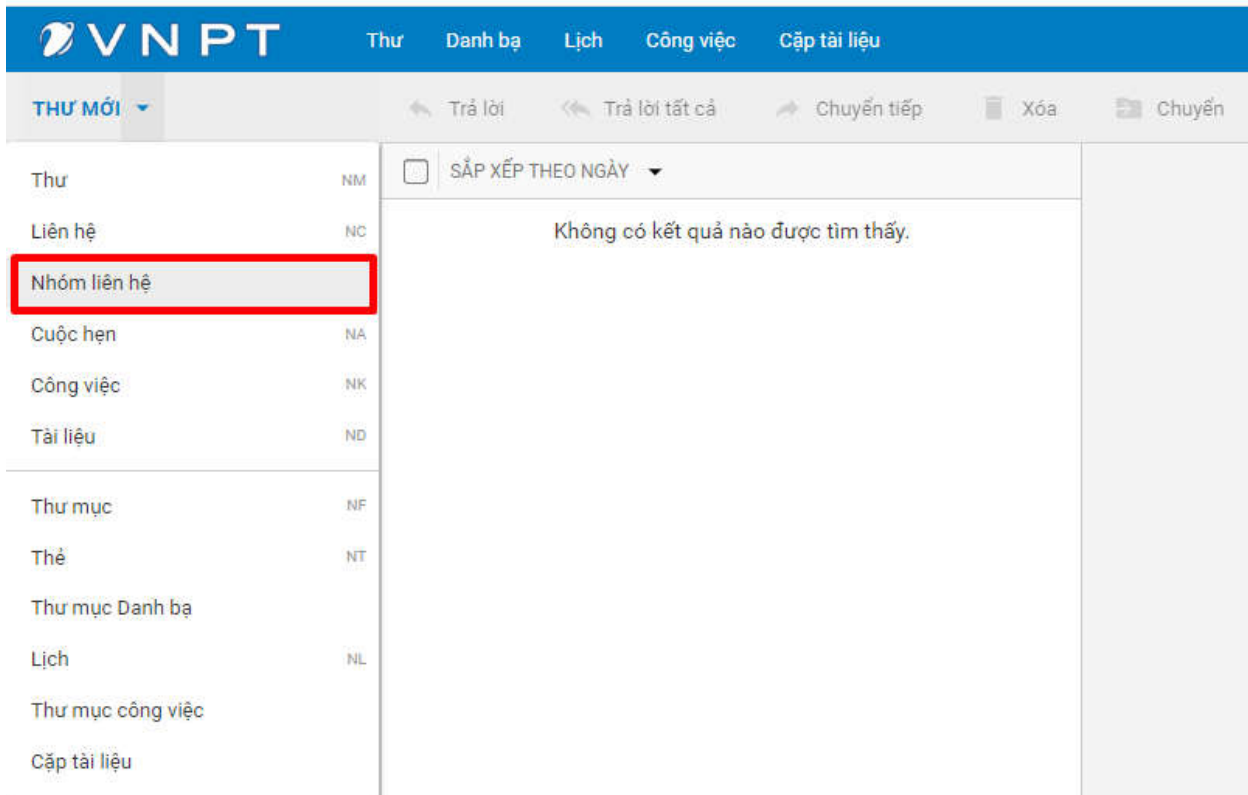 VNPT Thư Danh bạ Lịch Công việc Cặp tài liệu
THƯ MỚI Trả lời Trả lời tất cả Chuyển tiếp Xóa Chuyển
SẮP XẾP THEO NGÀY
Không có kết quả nào được tìm thấy.
Thư NM
Liên hệ NC
Nhóm liên hệ
Cuộc hẹn NA
Công việc NK
Tài liệu ND
Thư mục NF
Thẻ NT
Thư mục Danh bạ
Lịch NL
Thư mục công việc
Cặp tài liệu